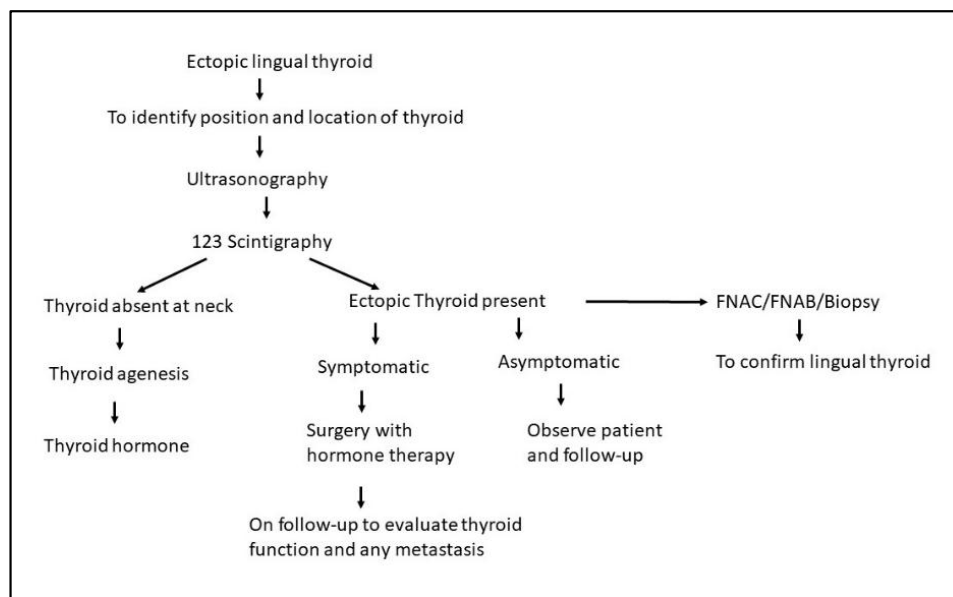 Ectopic lingual thyroid
To identify position and location of thyroid
Ultrasonography
123 Scintigraphy
Thyroid absent at neck
Ectopic Thyroid present
FNAC/FNAB/Biopsy
Thyroid agenesis
Symptomatic
Asymptomatic
To confirm lingual thyroid
Thyroid hormone
Surgery with
hormone therapy
Observe patient
and follow-up
On follow-up to evaluate thyroid
function and any metastasis